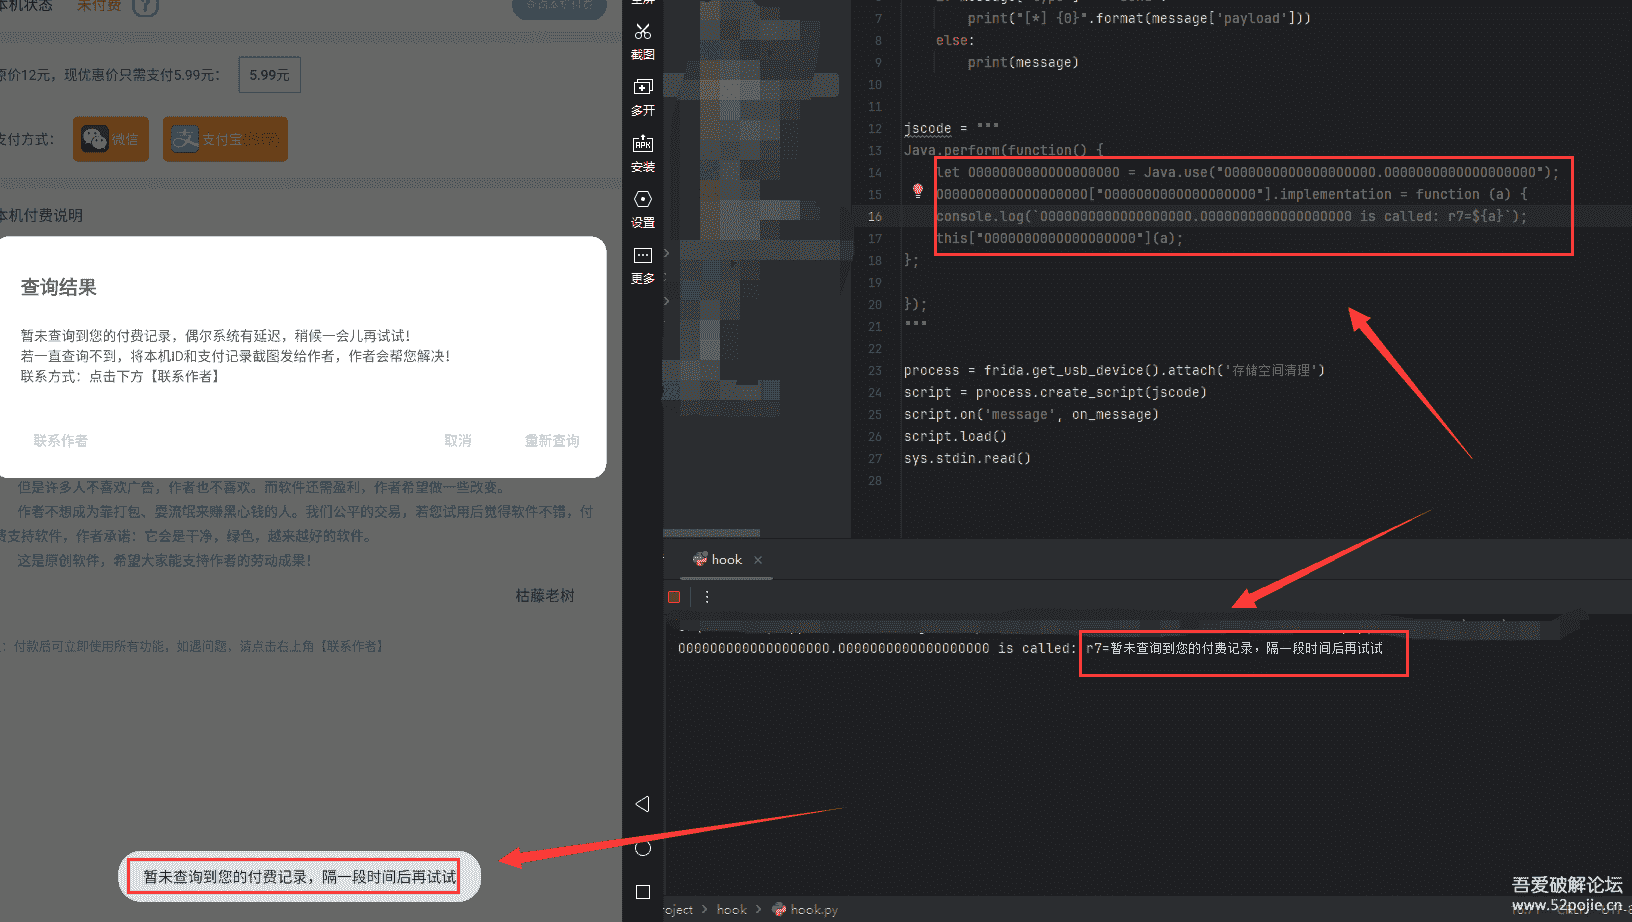 本机状态 未付费 ?
原价12元，现优惠价只需支付5.99元： 5.99元
支付方式： 微信 支付宝
本机付费说明
查询结果
暂未查询到您的付费记录，偶尔系统有延迟，稍候一会儿再试试！
若一直查询不到，将本机ID和支付记录截图发给作者，作者会帮您解决！
联系方式：点击下方【联系作者】
联系作者 取消 重新查询
但是许多人不喜欢广告，作者也不喜欢。而软件还需盈利，作者希望做一些改变。
作者不想成为靠打包、耍流氓来赚黑心钱的人。我们公平的交易，若您试用后觉得软件不错，付
费支持软件，作者承诺：它会是干净，绿色，越来越好的软件。
这是原创软件，希望大家能支持作者的劳动成果！
枯藤老树
：付款后可立即使用所有功能，如遇问题，请点击右上角【联系作者】
暂未查询到您的付费记录，隔一段时间后再试试
截图
多开
APK
安装
设置
更多
7 print("[*] {0}".format(message['payload']))
8 else:
9 print(message)
10
11
12 jscode = """
13 Java.perform(function() {
14 let O000000000000000000 = Java.use("O000000000000000000.O000000000000000000");
15 O000000000000000000["O000000000000000000"].implementation = function (a) {
16 console.log(`O000000000000000000.O000000000000000000 is called: r7=${a}`);
17 this["O000000000000000000"](a);
18 };
19
20 });
21 """
22
23 process = frida.get_usb_device().attach('存储空间清理')
24 script = process.create_script(jscode)
25 script.on('message', on_message)
26 script.load()
27 sys.stdin.read()
28
hook ×
O000000000000000000.O000000000000000000 is called: r7=暂未查询到您的付费记录，隔一段时间后再试试
roject > hook > hook.py
吾爱破解论坛
www.52pojie.cn